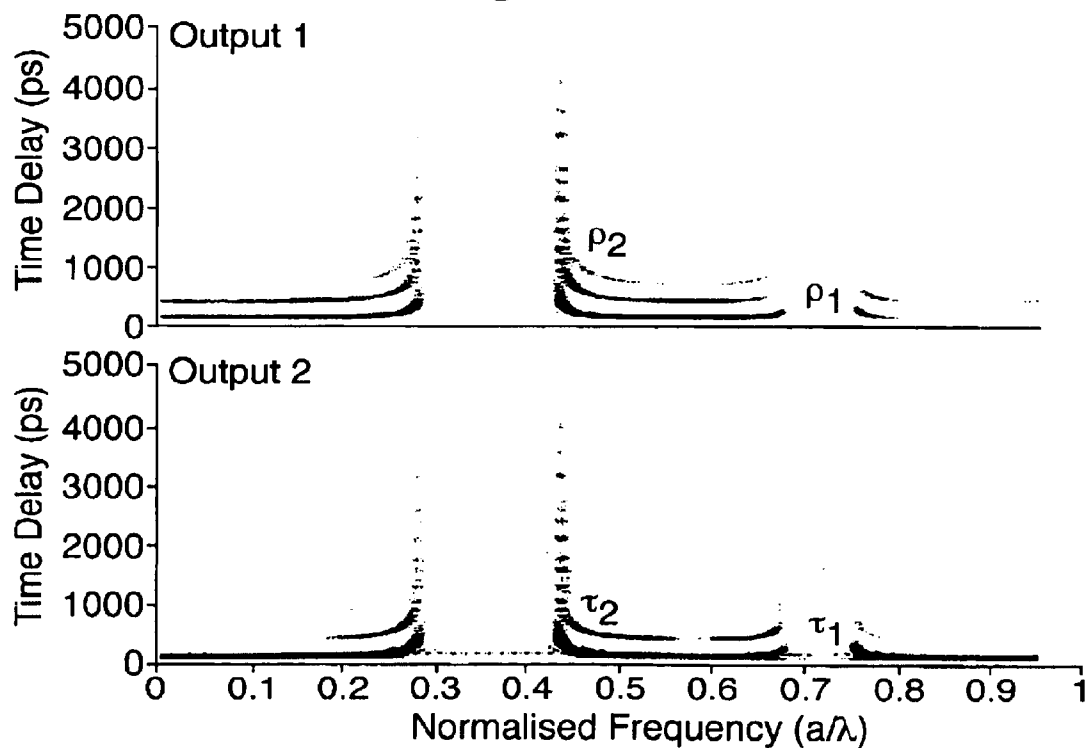 Output 1
Time Delay (ps)
5000
4000
3000
2000
1000
0
ρ2
ρ1
Output 2
Time Delay (ps)
5000
4000
3000
2000
1000
0
τ2
τ1
0 0.1 0.2 0.3 0.4 0.5 0.6 0.7 0.8 0.9 1
Normalised Frequency (a/λ)